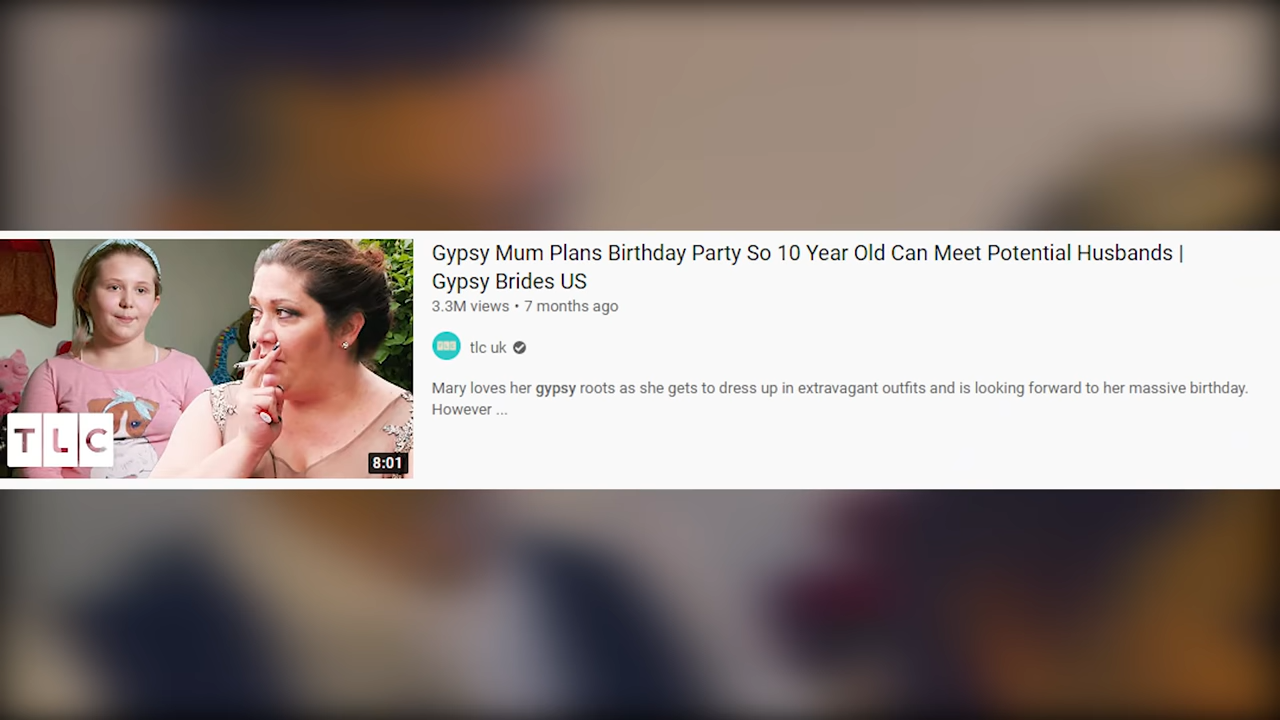 Gypsy Mum Plans Birthday Party So 10 Year Old Can Meet Potential Husbands |
Gypsy Brides US
3.3M views • 7 months ago
tlc uk
Mary loves her gypsy roots as she gets to dress up in extravagant outfits and is looking forward to her massive birthday.
However ...
TLC
8:01